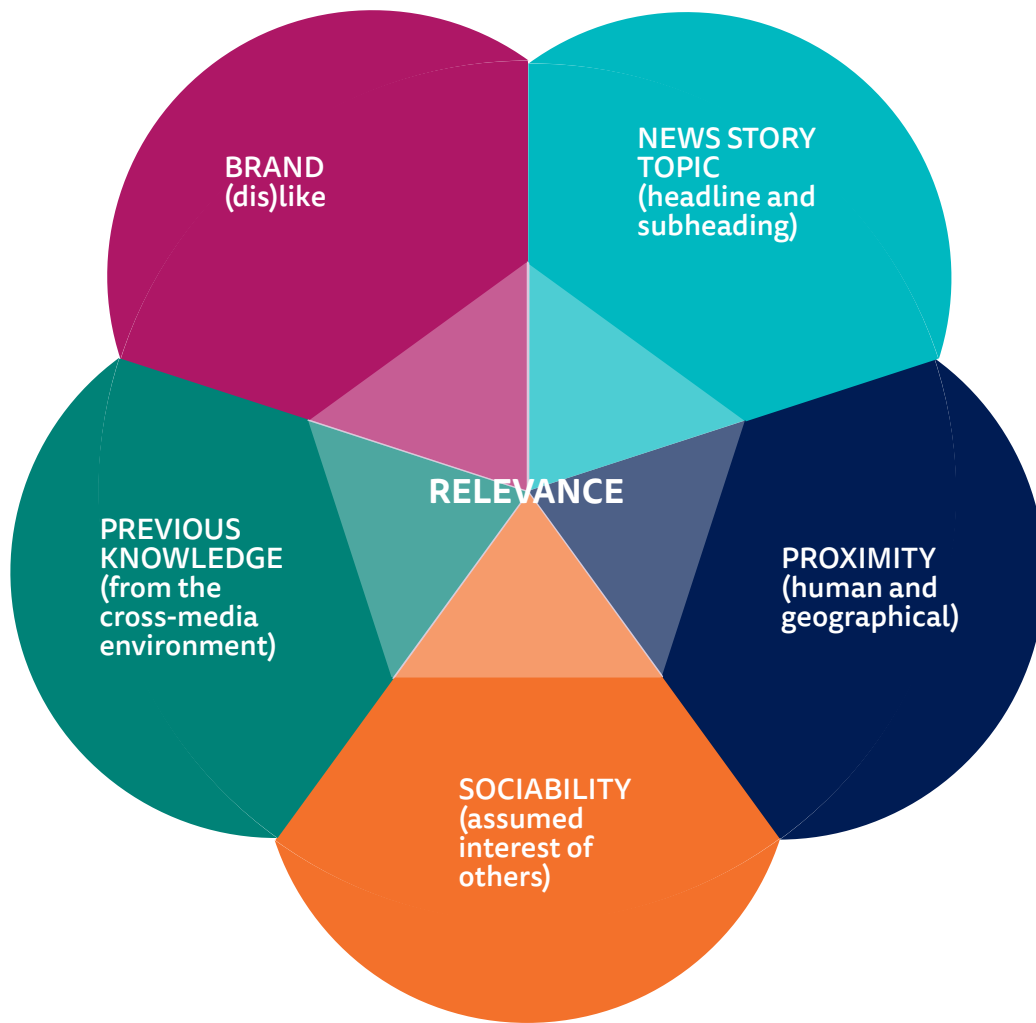 BRAND
(dis)like
NEWS STORY
TOPIC
(headline and
subheading)
RELEVANCE
PREVIOUS
KNOWLEDGE
(from the
cross-media
environment)
PROXIMITY
(human and
geographical)
SOCIABILITY
(assumed
interest of
others)